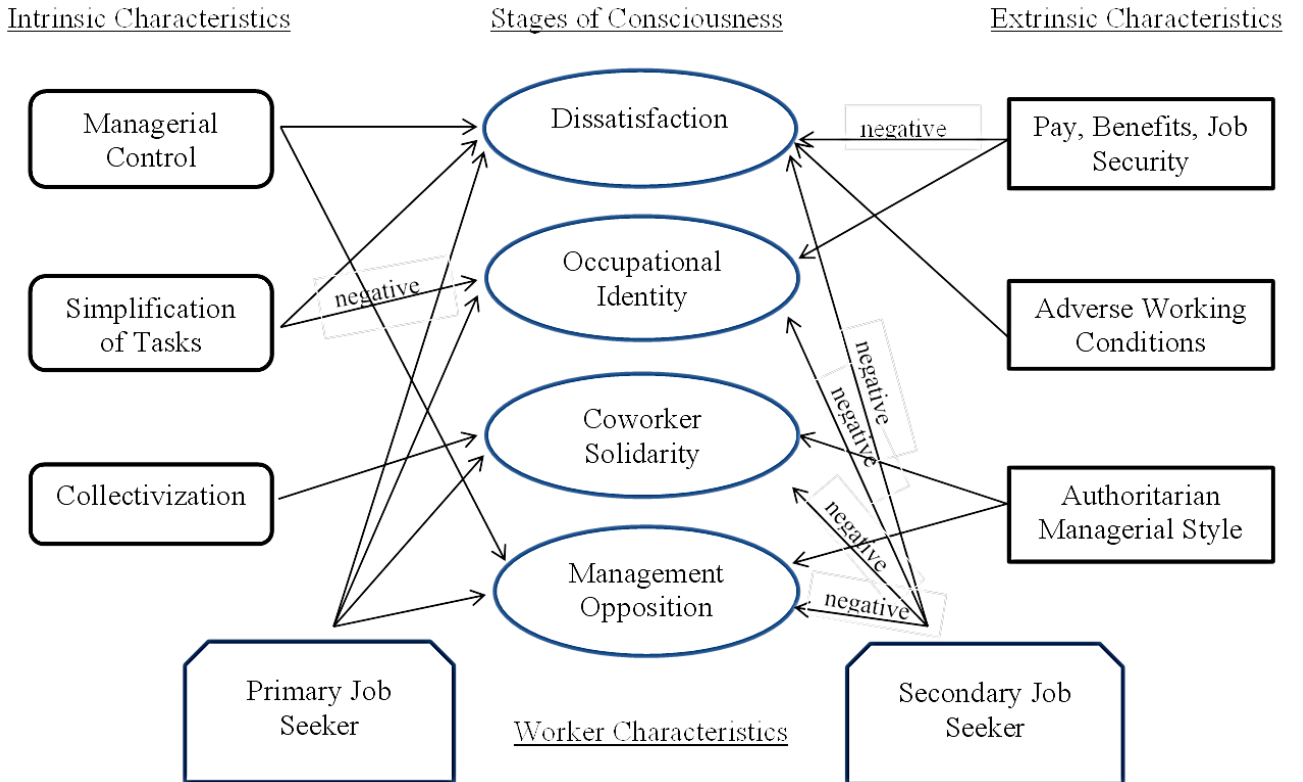 Intrinsic Characteristics
Stages of Consciousness
Extrinsic Characteristics
Managerial
Control
Dissatisfaction
negative
Pay, Benefits, Job
Security
Simplification
of Tasks
negative
Occupational
Identity
Adverse Working
Conditions
negative
negative
Collectivization
Coworker
Solidarity
Authoritarian
Managerial Style
negative
Management
Opposition
negative
Primary Job
Seeker
Secondary Job
Seeker
Worker Characteristics